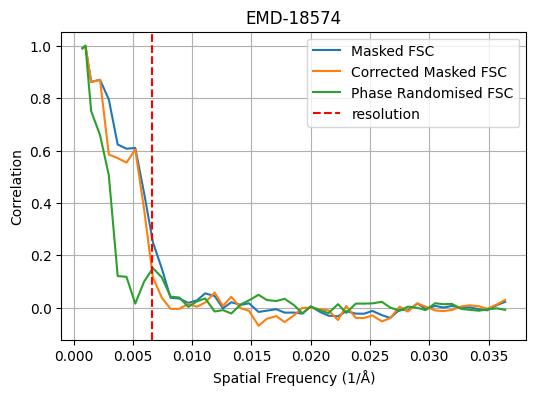 EMD-18574
Masked FSC
Corrected Masked FSC
Phase Randomised FSC
resolution
Correlation
1.0
0.8
0.6
0.4
0.2
0.0
0.000 0.005 0.010 0.015 0.020 0.025 0.030 0.035
Spatial Frequency (1/Å)